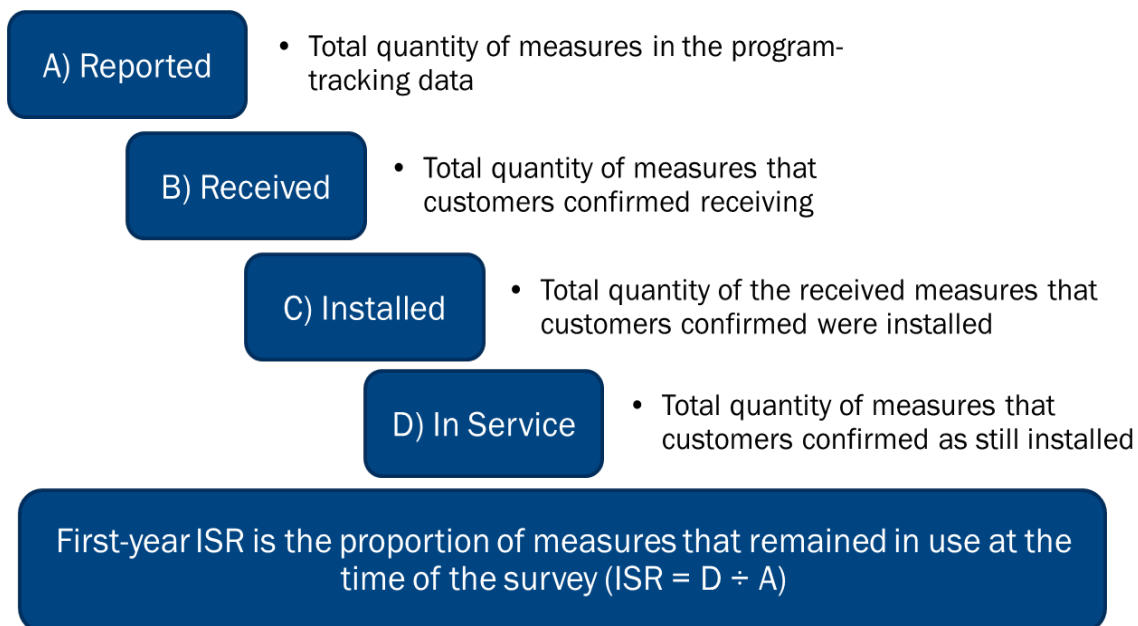 A) Reported
• Total quantity of measures in the program-
tracking data
B) Received
• Total quantity of measures that
customers confirmed receiving
C) Installed
• Total quantity of the received measures that
customers confirmed were installed
D) In Service
• Total quantity of measures that
customers confirmed as still installed
First-year ISR is the proportion of measures that remained in use at the
time of the survey (ISR = D ÷ A)